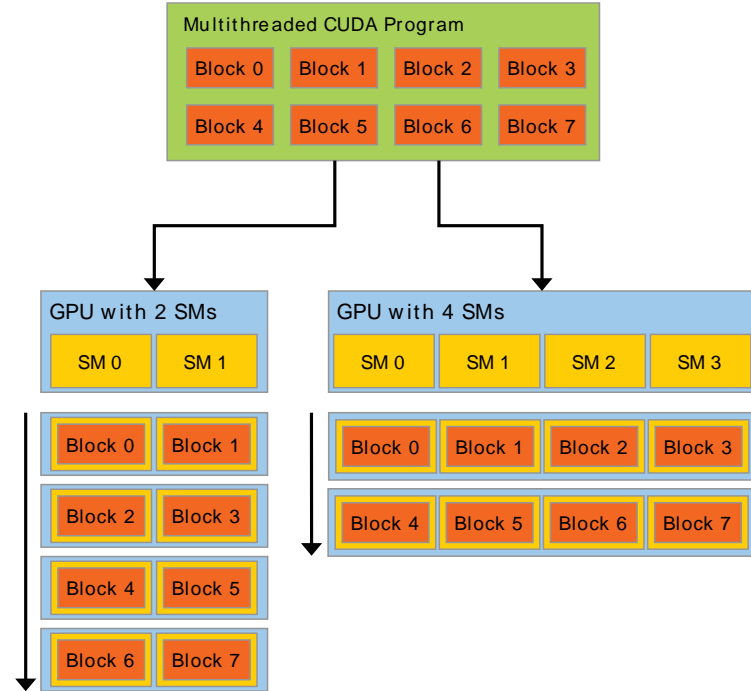 Multithreaded CUDA Program
Block 0 Block 1 Block 2 Block 3
Block 4 Block 5 Block 6 Block 7
GPU with 2 SMs
SM 0 SM 1
Block 0 Block 1
Block 2 Block 3
Block 4 Block 5
Block 6 Block 7
GPU with 4 SMs
SM 0 SM 1 SM 2 SM 3
Block 0 Block 1 Block 2 Block 3
Block 4 Block 5 Block 6 Block 7